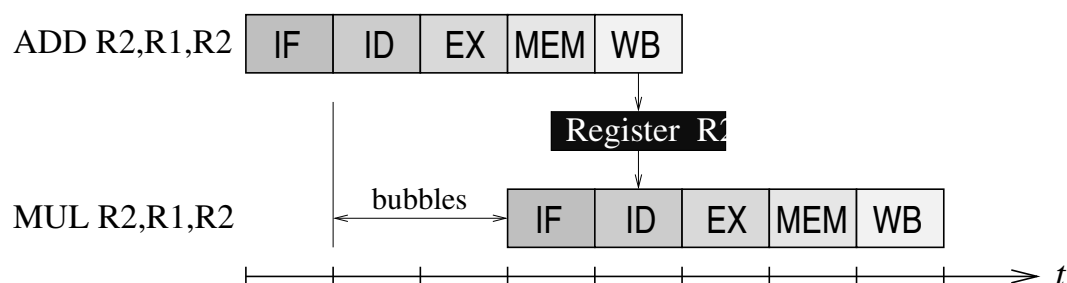 ADD R2,R1,R2 IF ID EX MEM WB
Register R2
bubbles
MUL R2,R1,R2 IF ID EX MEM WB
t